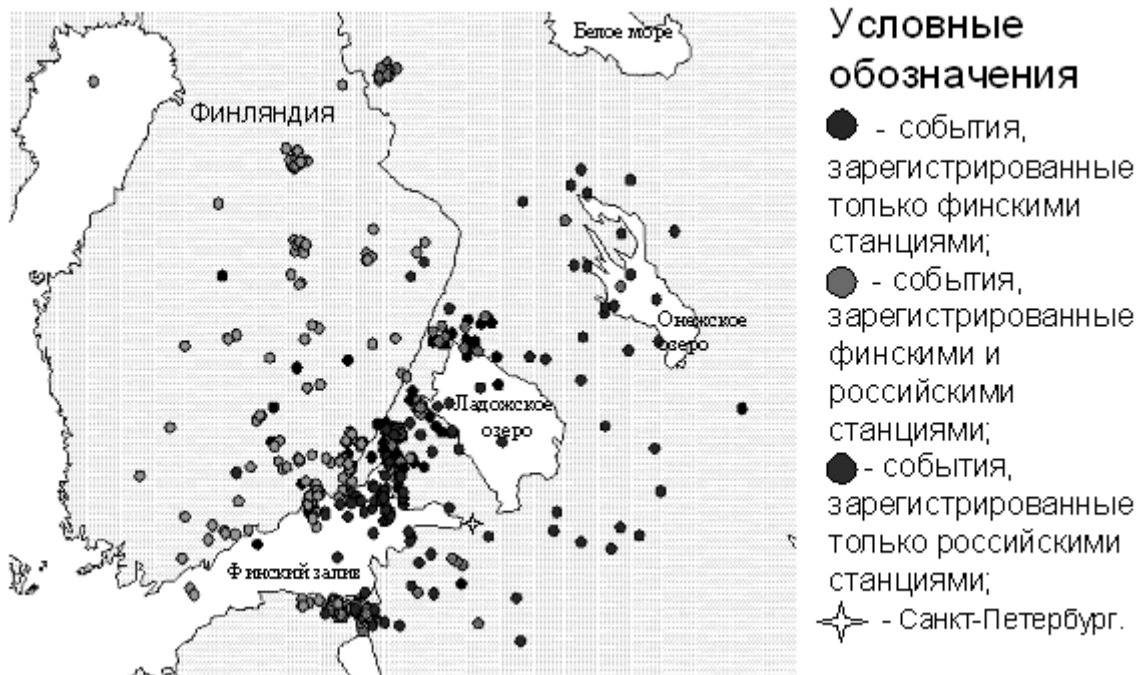 Белое море
Финляндия
Онежское
озеро
Ладожское
озеро
Финский залив
Условные
обозначения
- события,
зарегистрированные
только финскими
станциями;
- события,
зарегистрированные
финскими и
российскими
станциями;
- события,
зарегистрированные
только российскими
станциями;
- Санкт-Петербург.